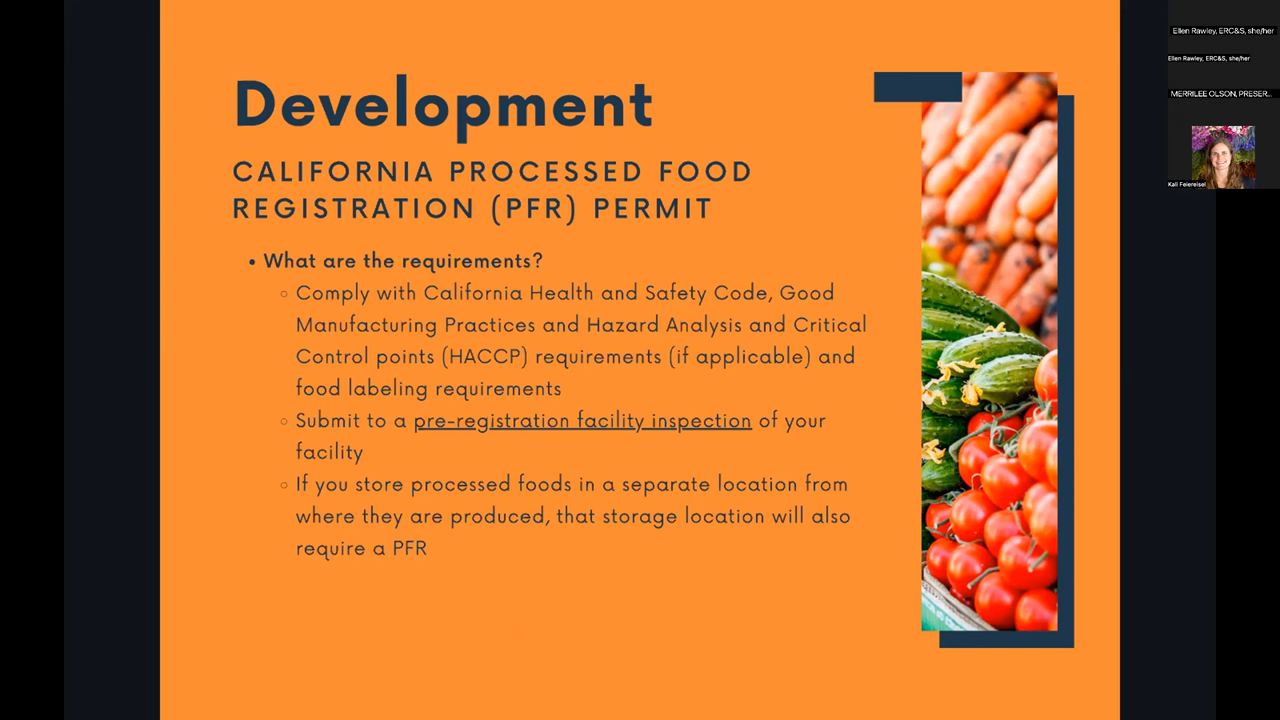 Development
CALIFORNIA PROCESSED FOOD
REGISTRATION (PFR) PERMIT
• What are the requirements?
○ Comply with California Health and Safety Code, Good
Manufacturing Practices and Hazard Analysis and Critical
Control points (HACCP) requirements (if applicable) and
food labeling requirements
○ Submit to a pre-registration facility inspection of your
facility
○ If you store processed foods in a separate location from
where they are produced, that storage location will also
require a PFR
Ellen Rawley, ERC&S, she/her
Ellen Rawley, ERC&S, she/her
MERRILEE OLSON, PRESER...
Kali Feiereisel